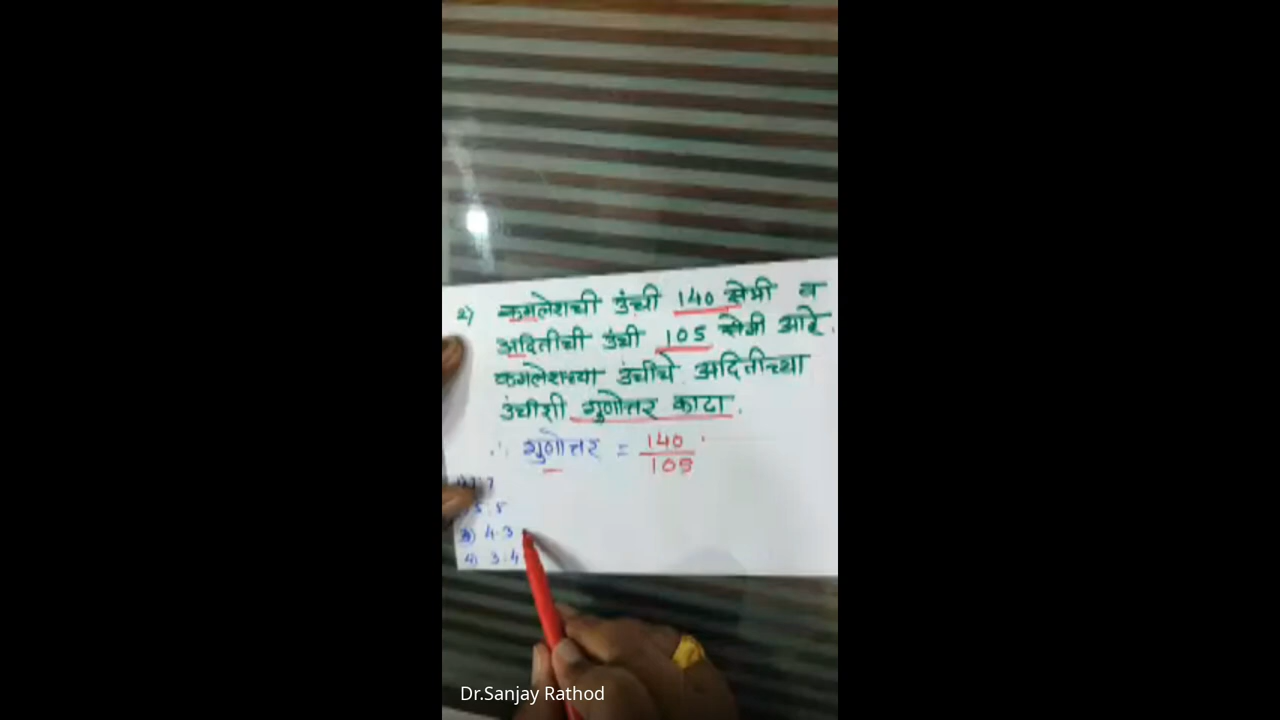 २) कमलेशची उंची 140 सेमी व
अदितीची उंची 105 सेमी आहे.
कमलेशच्या उंचीचे अदितीच्या
उंचीशी गुणोत्तर काढा.
∴ गुणोत्तर = 140
105
3) 4:3
4) 3:4
Dr.Sanjay Rathod